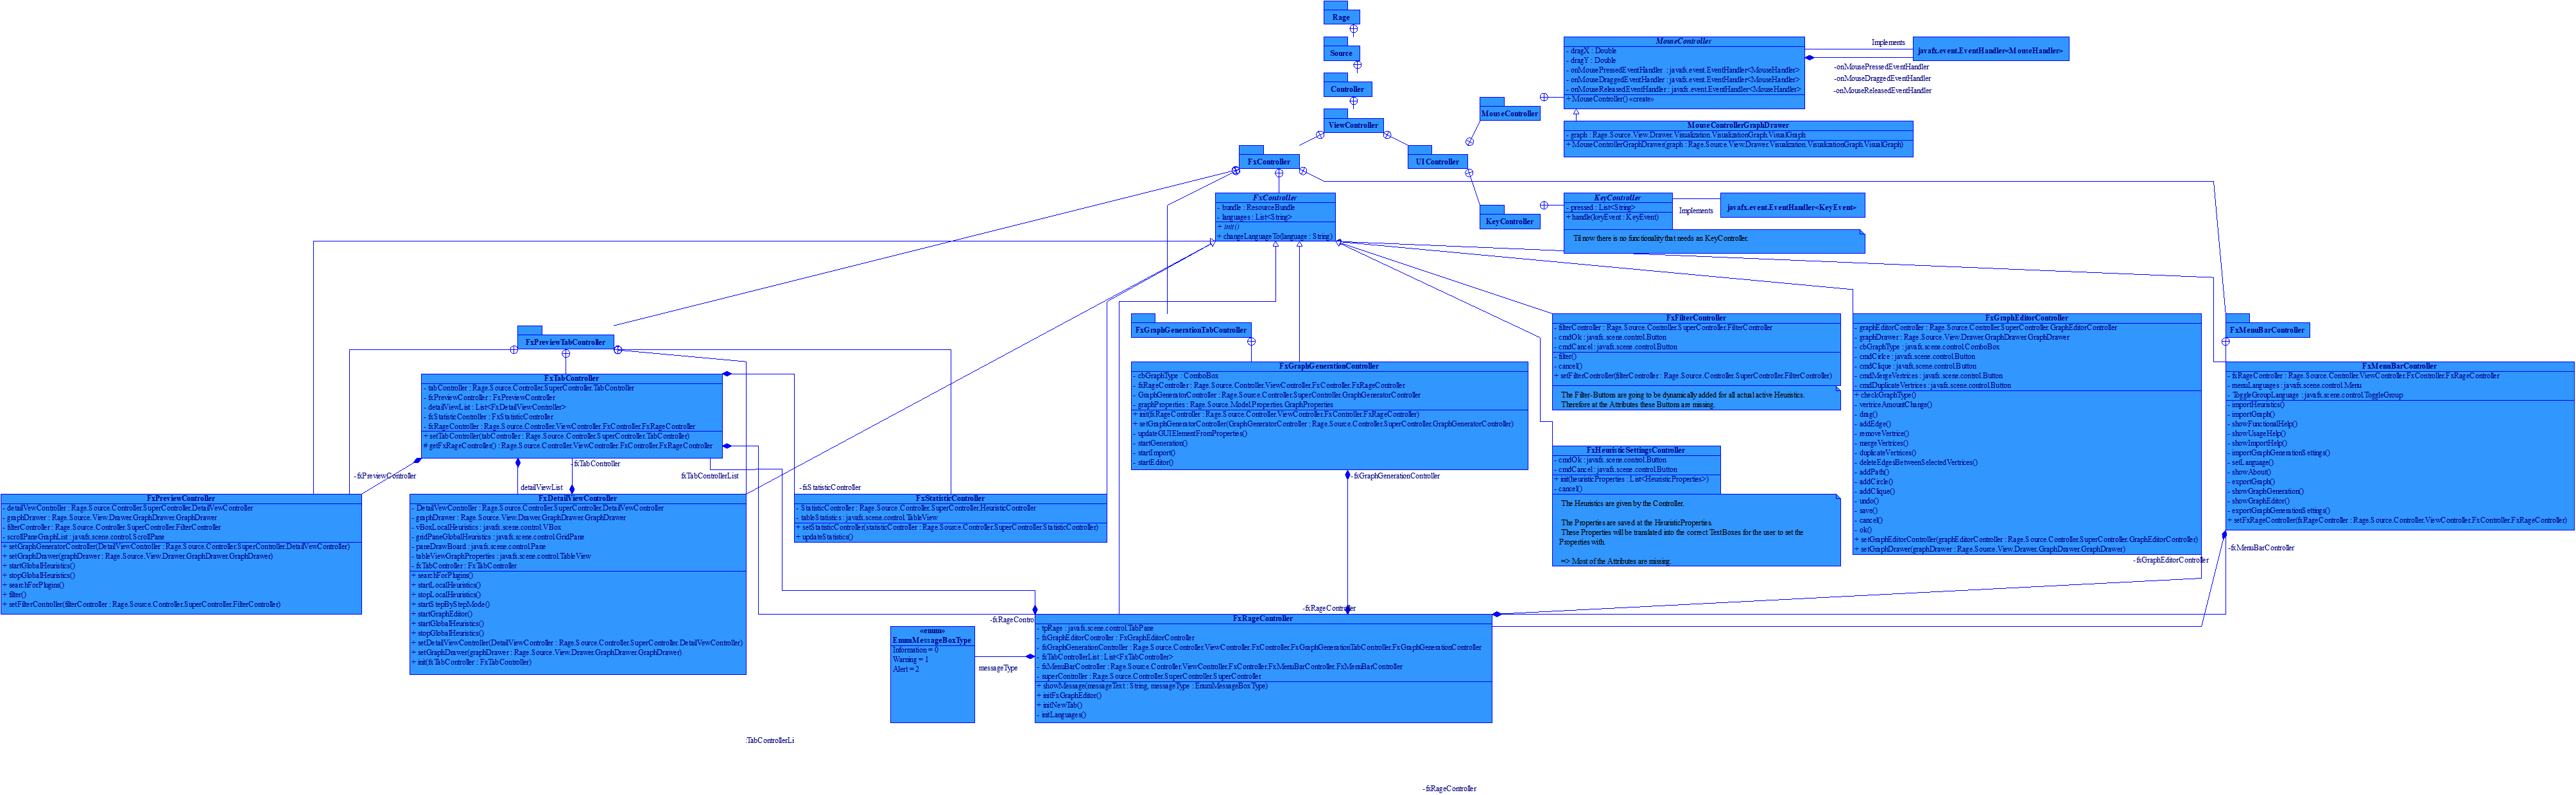 Rage
Source
Controller
ViewController
FxController
UIController
MouseController
MouseController
- dragX : Double
- dragY : Double
- onMousePressedEventHandler : javafx.event.EventHandler<MouseHandler>
- onMouseDraggedEventHandler : javafx.event.EventHandler<MouseHandler>
- onMouseReleasedEventHandler : javafx.event.EventHandler<MouseHandler>
+ MouseController() «create»
Implements
javafx.event.EventHandler<MouseHandler>
-onMousePressedEventHandler
-onMouseDraggedEventHandler
-onMouseReleasedEventHandler
MouseControllerGraphDrawer
- graph : Rage.Source.View.Drawer.Visualization.VisualizationGraph.VisualGraph
+ MouseControllerGraphDrawer(graph : Rage.Source.View.Drawer.Visualization.VisualizationGraph.VisualGraph)
KeyController
KeyController
- pressed : List<String>
+ handle(keyEvent : KeyEvent)
Implements
javafx.event.EventHandler<KeyEvent>
Til now there is no functionality that needs an KeyController.
FxController
- bundle : ResourceBundle
- languages : List<String>
+ init()
+ changeLanguageTo(language : String)
FxPreviewTabController
FxGraphGenerationTabController
FxMenuBarController
FxTabController
- tabController : Rage.Source.Controller.SuperController.TabController
- fxPreviewController : FxPreviewController
- detailViewList : List<FxDetailViewController>
- fxStatisticController : FxStatisticController
- fxRageController : Rage.Source.Controller.ViewController.FxController.FxRageController
+ setTabController(tabController : Rage.Source.Controller.SuperController.TabController)
# getFxRageController() : Rage.Source.Controller.ViewController.FxController.FxRageController
FxGraphGenerationController
- cbGraphType : ComboBox
- fxRageController : Rage.Source.Controller.ViewController.FxController.FxRageController
- GraphGeneratorController : Rage.Source.Controller.SuperController.GraphGeneratorController
- graphProperties : Rage.Source.Model.Properties.GraphProperties
+ init(fxRageController : Rage.Source.Controller.ViewController.FxController.FxRageController)
+ setGraphGeneratorController(GraphGeneratorController : Rage.Source.Controller.SuperController.GraphGeneratorController)
- updateGUIElementFromProperties()
- startGeneration()
- startImport()
- startEditor()
FxFilterController
- filterController : Rage.Source.Controller.SuperController.FilterController
- cmdOk : javafx.scene.control.Button
- cmdCancel : javafx.scene.control.Button
- filter()
- cancel()
+ setFilterController(filterController : Rage.Source.Controller.SuperController.FilterController)
The Filter-Buttons are going to be dynamically added for all actual active Heuristics.
Therefore at the Attributes these Buttons are missing.
FxHeuristicSettingsController
- cmdOk : javafx.scene.control.Button
- cmdCancel : javafx.scene.control.Button
+ init(heuristicProperties : List<HeuristicProperties>)
- cancel()
The Heuristics are given by the Controller.
The Properties are saved at the HeuristicProperties.
These Properties will be translated into the correct TextBoxes for the user to set the
Properties with.
=> Most of the Attributes are missing.
FxGraphEditorController
- graphEditorController : Rage.Source.Controller.SuperController.GraphEditorController
- graphDrawer : Rage.Source.View.Drawer.GraphDrawer.GraphDrawer
- cbGraphType : javafx.scene.control.ComboBox
- cmdCirlce : javafx.scene.control.Button
- cmdClique : javafx.scene.control.Button
- cmdMergeVertrices : javafx.scene.control.Button
- cmdDuplicateVertrices : javafx.scene.control.Button
+ checkGraphType()
- vertriceAmountChange()
- drag()
- addEdge()
- removeVertrice()
- mergeVertrices()
- duplicateVertrices()
- deleteEdgesBetweenSelectedVertrices()
- addPath()
- addCircle()
- addClique()
- undo()
- save()
- cancel()
- ok()
+ setGraphEditorController(graphEditorController : Rage.Source.Controller.SuperController.GraphEditorController)
+ setGraphDrawer(graphDrawer : Rage.Source.View.Drawer.GraphDrawer.GraphDrawer)
-fxGraphEditorController
FxMenuBarController
- fxRageController : Rage.Source.Controller.ViewController.FxController.FxRageController
- menuLanguages : javafx.scene.control.Menu
- ToggleGroupLanguage : javafx.scene.control.ToggleGroup
- importHeuristics()
- importGraph()
- showFunctionalHelp()
- showUsageHelp()
- showImportHelp()
- importGraphGenerationSettings()
- setLanguage()
- showAbout()
- exportGraph()
- showGraphGeneration()
- showGraphEditor()
- exportGraphGenerationSettings()
+ setFxRageController(fxRageController : Rage.Source.Controller.ViewController.FxController.FxRageController)
-fxMenuBarController
-fxPreviewController
detailViewList
-fxTabController
fxTabControllerList
-fxStatisticController
-fxGraphGenerationController
FxPreviewController
- detailViewController : Rage.Source.Controller.SuperController.DetailViewController
- graphDrawer : Rage.Source.View.Drawer.GraphDrawer.GraphDrawer
- filterController : Rage.Source.Controller.SuperController.FilterController
- scrollPaneGraphList : javafx.scene.control.ScrollPane
+ setGraphGeneratorController(DetailViewController : Rage.Source.Controller.SuperController.DetailViewController)
+ setGraphDrawer(graphDrawer : Rage.Source.View.Drawer.GraphDrawer.GraphDrawer)
+ startGlobalHeuristics()
+ stopGlobalHeuristics()
+ searchForPlugins()
+ filter()
+ setFilterController(filterController : Rage.Source.Controller.SuperController.FilterController)
FxDetailViewController
- DetailViewController : Rage.Source.Controller.SuperController.DetailViewController
- graphDrawer : Rage.Source.View.Drawer.GraphDrawer.GraphDrawer
- vBoxLocalHeuristics : javafx.scene.control.VBox
- gridPaneGlobalHeuristics : javafx.scene.control.GridPane
- paneDrawBoard : javafx.scene.control.Pane
- tableViewGraphProperties : javafx.scene.control.TableView
- fxTabController : FxTabController
+ searchForPlugins()
+ startLocalHeuristics()
+ stopLocalHeuristics()
+ startStepByStepMode()
+ startGraphEditor()
+ startGlobalHeuristics()
+ stopGlobalHeuristics()
+ setDetailViewController(DetailViewController : Rage.Source.Controller.SuperController.DetailViewController)
+ setGraphDrawer(graphDrawer : Rage.Source.View.Drawer.GraphDrawer.GraphDrawer)
+ init(fxTabController : FxTabController)
FxStatisticController
- StatisticController : Rage.Source.Controller.SuperController.HeuristicController
- tableStatistics : javafx.scene.control.TableView
+ setStatisticController(statisticController : Rage.Source.Controller.SuperController.StatisticController)
+ updateStatistics()
-fxRageController
-fxRageContro
«enum»
EnumMessageBoxType
Information = 0
Warning = 1
Alert = 2
messageType
FxRageController
- tpRage : javafx.scene.control.TabPane
- fxGraphEditorController : FxGraphEditorController
- fxGraphGenerationController : Rage.Source.Controller.ViewController.FxController.FxGraphGenerationTabController.FxGraphGenerationController
- fxTabControllerList : List<FxTabController>
- fxMenuBarController : Rage.Source.Controller.ViewController.FxController.FxMenuBarController.FxMenuBarController
- superController : Rage.Source.Controller.SuperController.SuperController
+ showMessage(messageText : String, messageType : EnumMessageBoxType)
+ initFxGraphEditor()
+ initNewTab()
- initLanguages()
:TabControllerLi
-fxRageController